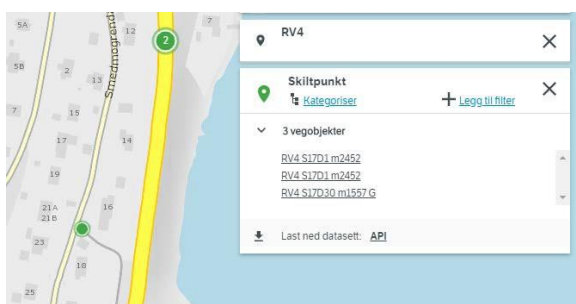 5A
12
2
7
5B
2
13
Smedmogrenda
7
15
17
14
19
21A
21B
16
23
18
25
RV4
Skiltpunkt
Kategoriser
Legg til filter
3 vegobjekter
RV4 S17D1 m2452
RV4 S17D1 m2452
RV4 S17D30 m1557 G
Last ned datasett: API